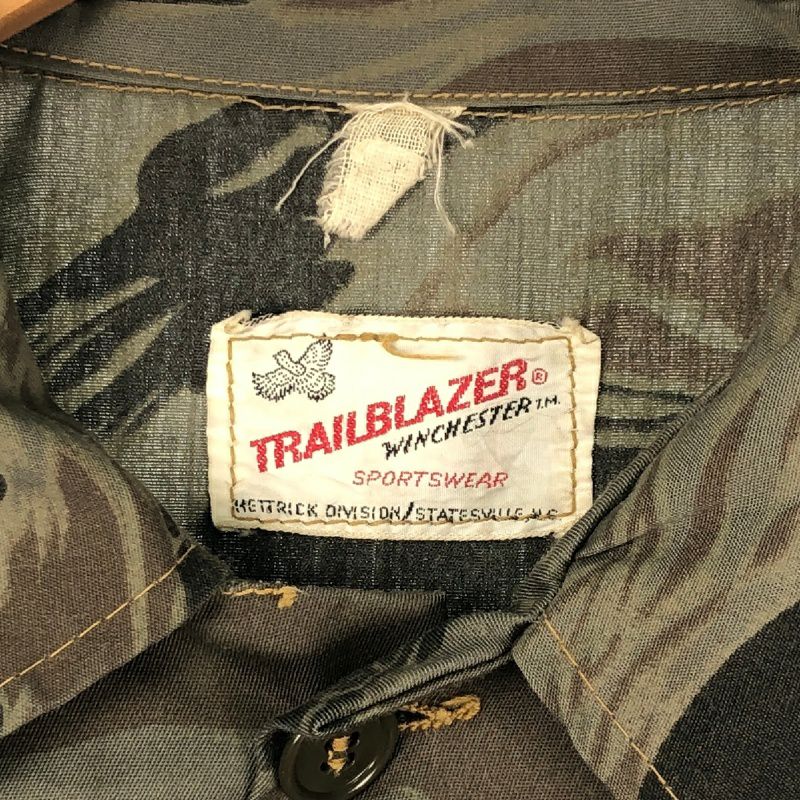 TRAILBLAZER®
WINCHESTER T.M.
SPORTSWEAR
HETTRICK DIVISION/STATESVILLE, N.C.